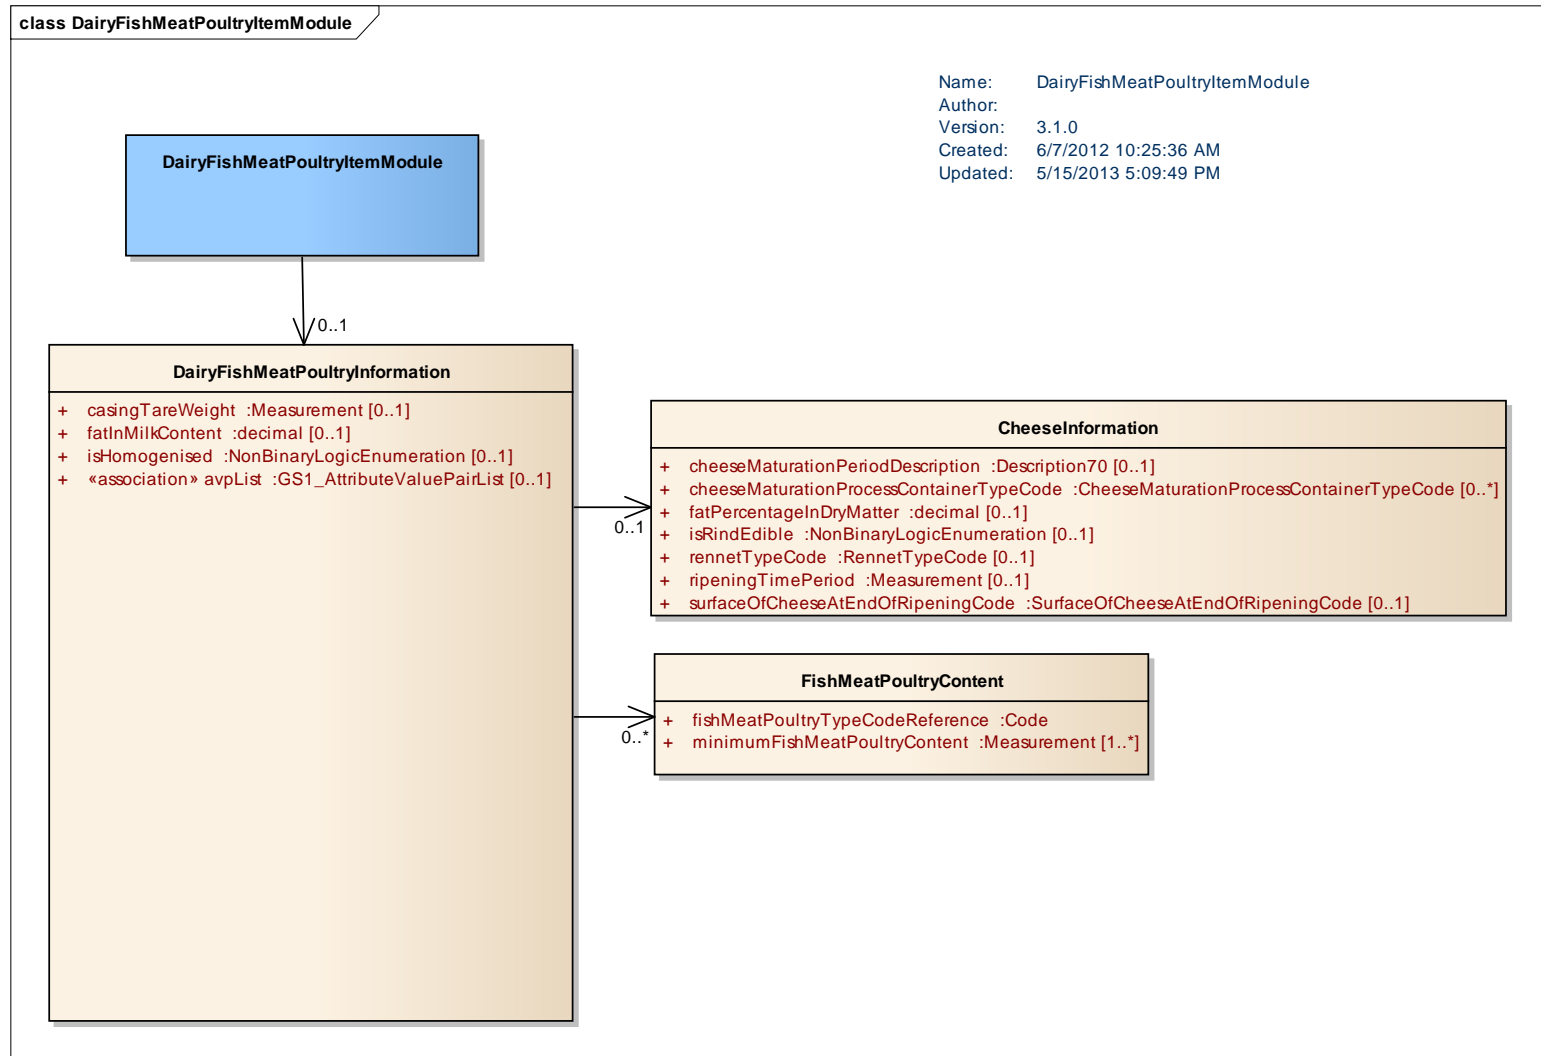 class DairyFishMeatPoultryItemModule
Name: DairyFishMeatPoultryItemModule
Author:
Version: 3.1.0
Created: 6/7/2012 10:25:36 AM
Updated: 5/15/2013 5:09:49 PM
DairyFishMeatPoultryItemModule
0..1
DairyFishMeatPoultryInformation
+ casingTareWeight :Measurement [0..1]
+ fatInMilkContent :decimal [0..1]
+ isHomogenised :NonBinaryLogicEnumeration [0..1]
+ «association» avpList :GS1_AttributeValuePairList [0..1]
0..1
CheeseInformation
+ cheeseMaturationPeriodDescription :Description70 [0..1]
+ cheeseMaturationProcessContainerTypeCode :CheeseMaturationProcessContainerTypeCode [0..*]
+ fatPercentageInDryMatter :decimal [0..1]
+ isRindEdible :NonBinaryLogicEnumeration [0..1]
+ rennetTypeCode :RennetTypeCode [0..1]
+ ripeningTimePeriod :Measurement [0..1]
+ surfaceOfCheeseAtEndOfRipeningCode :SurfaceOfCheeseAtEndOfRipeningCode [0..1]
0..*
FishMeatPoultryContent
+ fishMeatPoultryTypeCodeReference :Code
+ minimumFishMeatPoultryContent :Measurement [1..*]